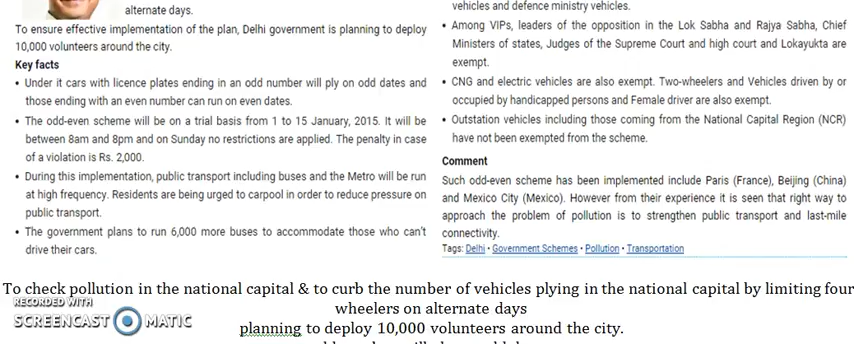 alternate days.
To ensure effective implementation of the plan, Delhi government is planning to deploy
10,000 volunteers around the city.
Key facts
• Under it cars with licence plates ending in an odd number will ply on odd dates and
those ending with an even number can run on even dates.
• The odd-even scheme will be on a trial basis from 1 to 15 January, 2015. It will be
between 8am and 8pm and on Sunday no restrictions are applied. The penalty in case
of a violation is Rs. 2,000.
• During this implementation, public transport including buses and the Metro will be run
at high frequency. Residents are being urged to carpool in order to reduce pressure on
public transport.
• The government plans to run 6,000 more buses to accommodate those who can't
drive their cars.
vehicles and defence ministry vehicles.
• Among VIPs, leaders of the opposition in the Lok Sabha and Rajya Sabha, Chief
Ministers of states, Judges of the Supreme Court and high court and Lokayukta are
exempt.
• CNG and electric vehicles are also exempt. Two-wheelers and Vehicles driven by or
occupied by handicapped persons and Female driver are also exempt.
• Outstation vehicles including those coming from the National Capital Region (NCR)
have not been exempted from the scheme.
Comment
Such odd-even scheme has been implemented include Paris (France), Beijing (China)
and Mexico City (Mexico). However from their experience it is seen that right way to
approach the problem of pollution is to strengthen public transport and last-mile
connectivity.
Tags: Delhi • Government Schemes • Pollution • Transportation
To check pollution in the national capital & to curb the number of vehicles plying in the national capital by limiting four
wheelers on alternate days
planning to deploy 10,000 volunteers around the city.
RECORDED WITH
SCREENCAST MATIC